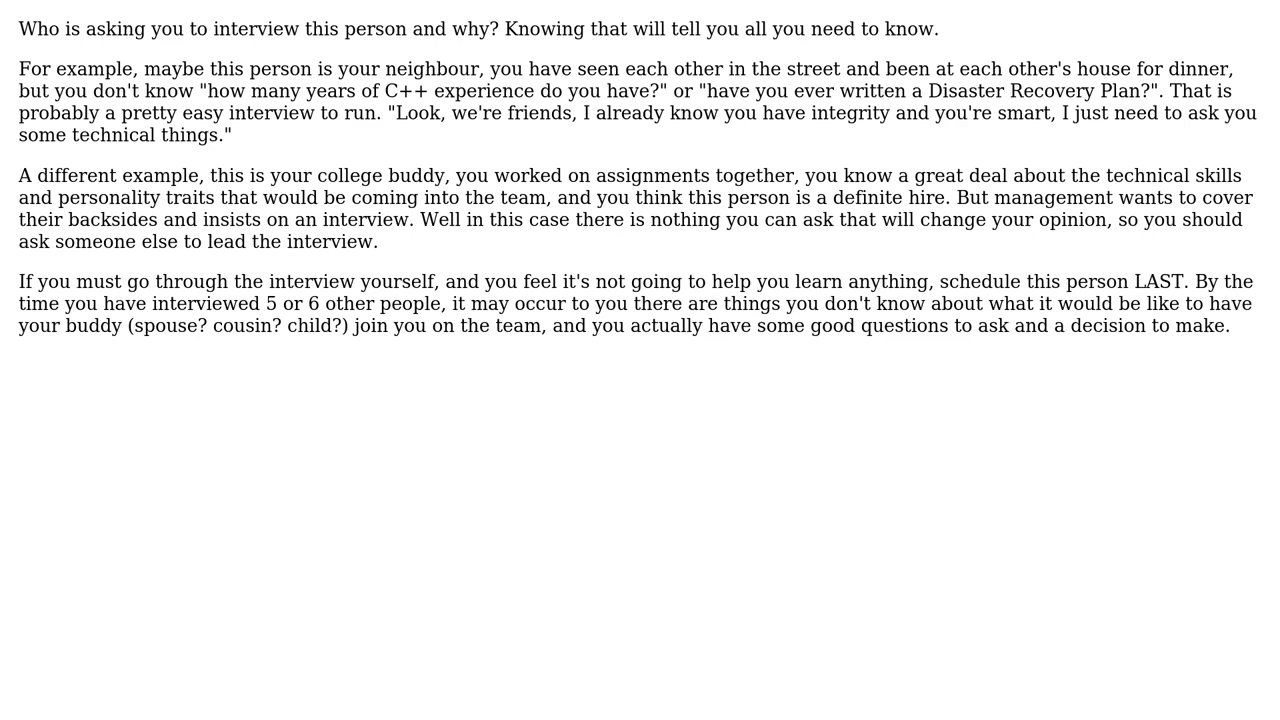 Who is asking you to interview this person and why? Knowing that will tell you all you need to know.
For example, maybe this person is your neighbour, you have seen each other in the street and been at each other's house for dinner,
but you don't know "how many years of C++ experience do you have?" or "have you ever written a Disaster Recovery Plan?". That is
probably a pretty easy interview to run. "Look, we're friends, I already know you have integrity and you're smart, I just need to ask you
some technical things."
A different example, this is your college buddy, you worked on assignments together, you know a great deal about the technical skills
and personality traits that would be coming into the team, and you think this person is a definite hire. But management wants to cover
their backsides and insists on an interview. Well in this case there is nothing you can ask that will change your opinion, so you should
ask someone else to lead the interview.
If you must go through the interview yourself, and you feel it's not going to help you learn anything, schedule this person LAST. By the
time you have interviewed 5 or 6 other people, it may occur to you there are things you don't know about what it would be like to have
your buddy (spouse? cousin? child?) join you on the team, and you actually have some good questions to ask and a decision to make.